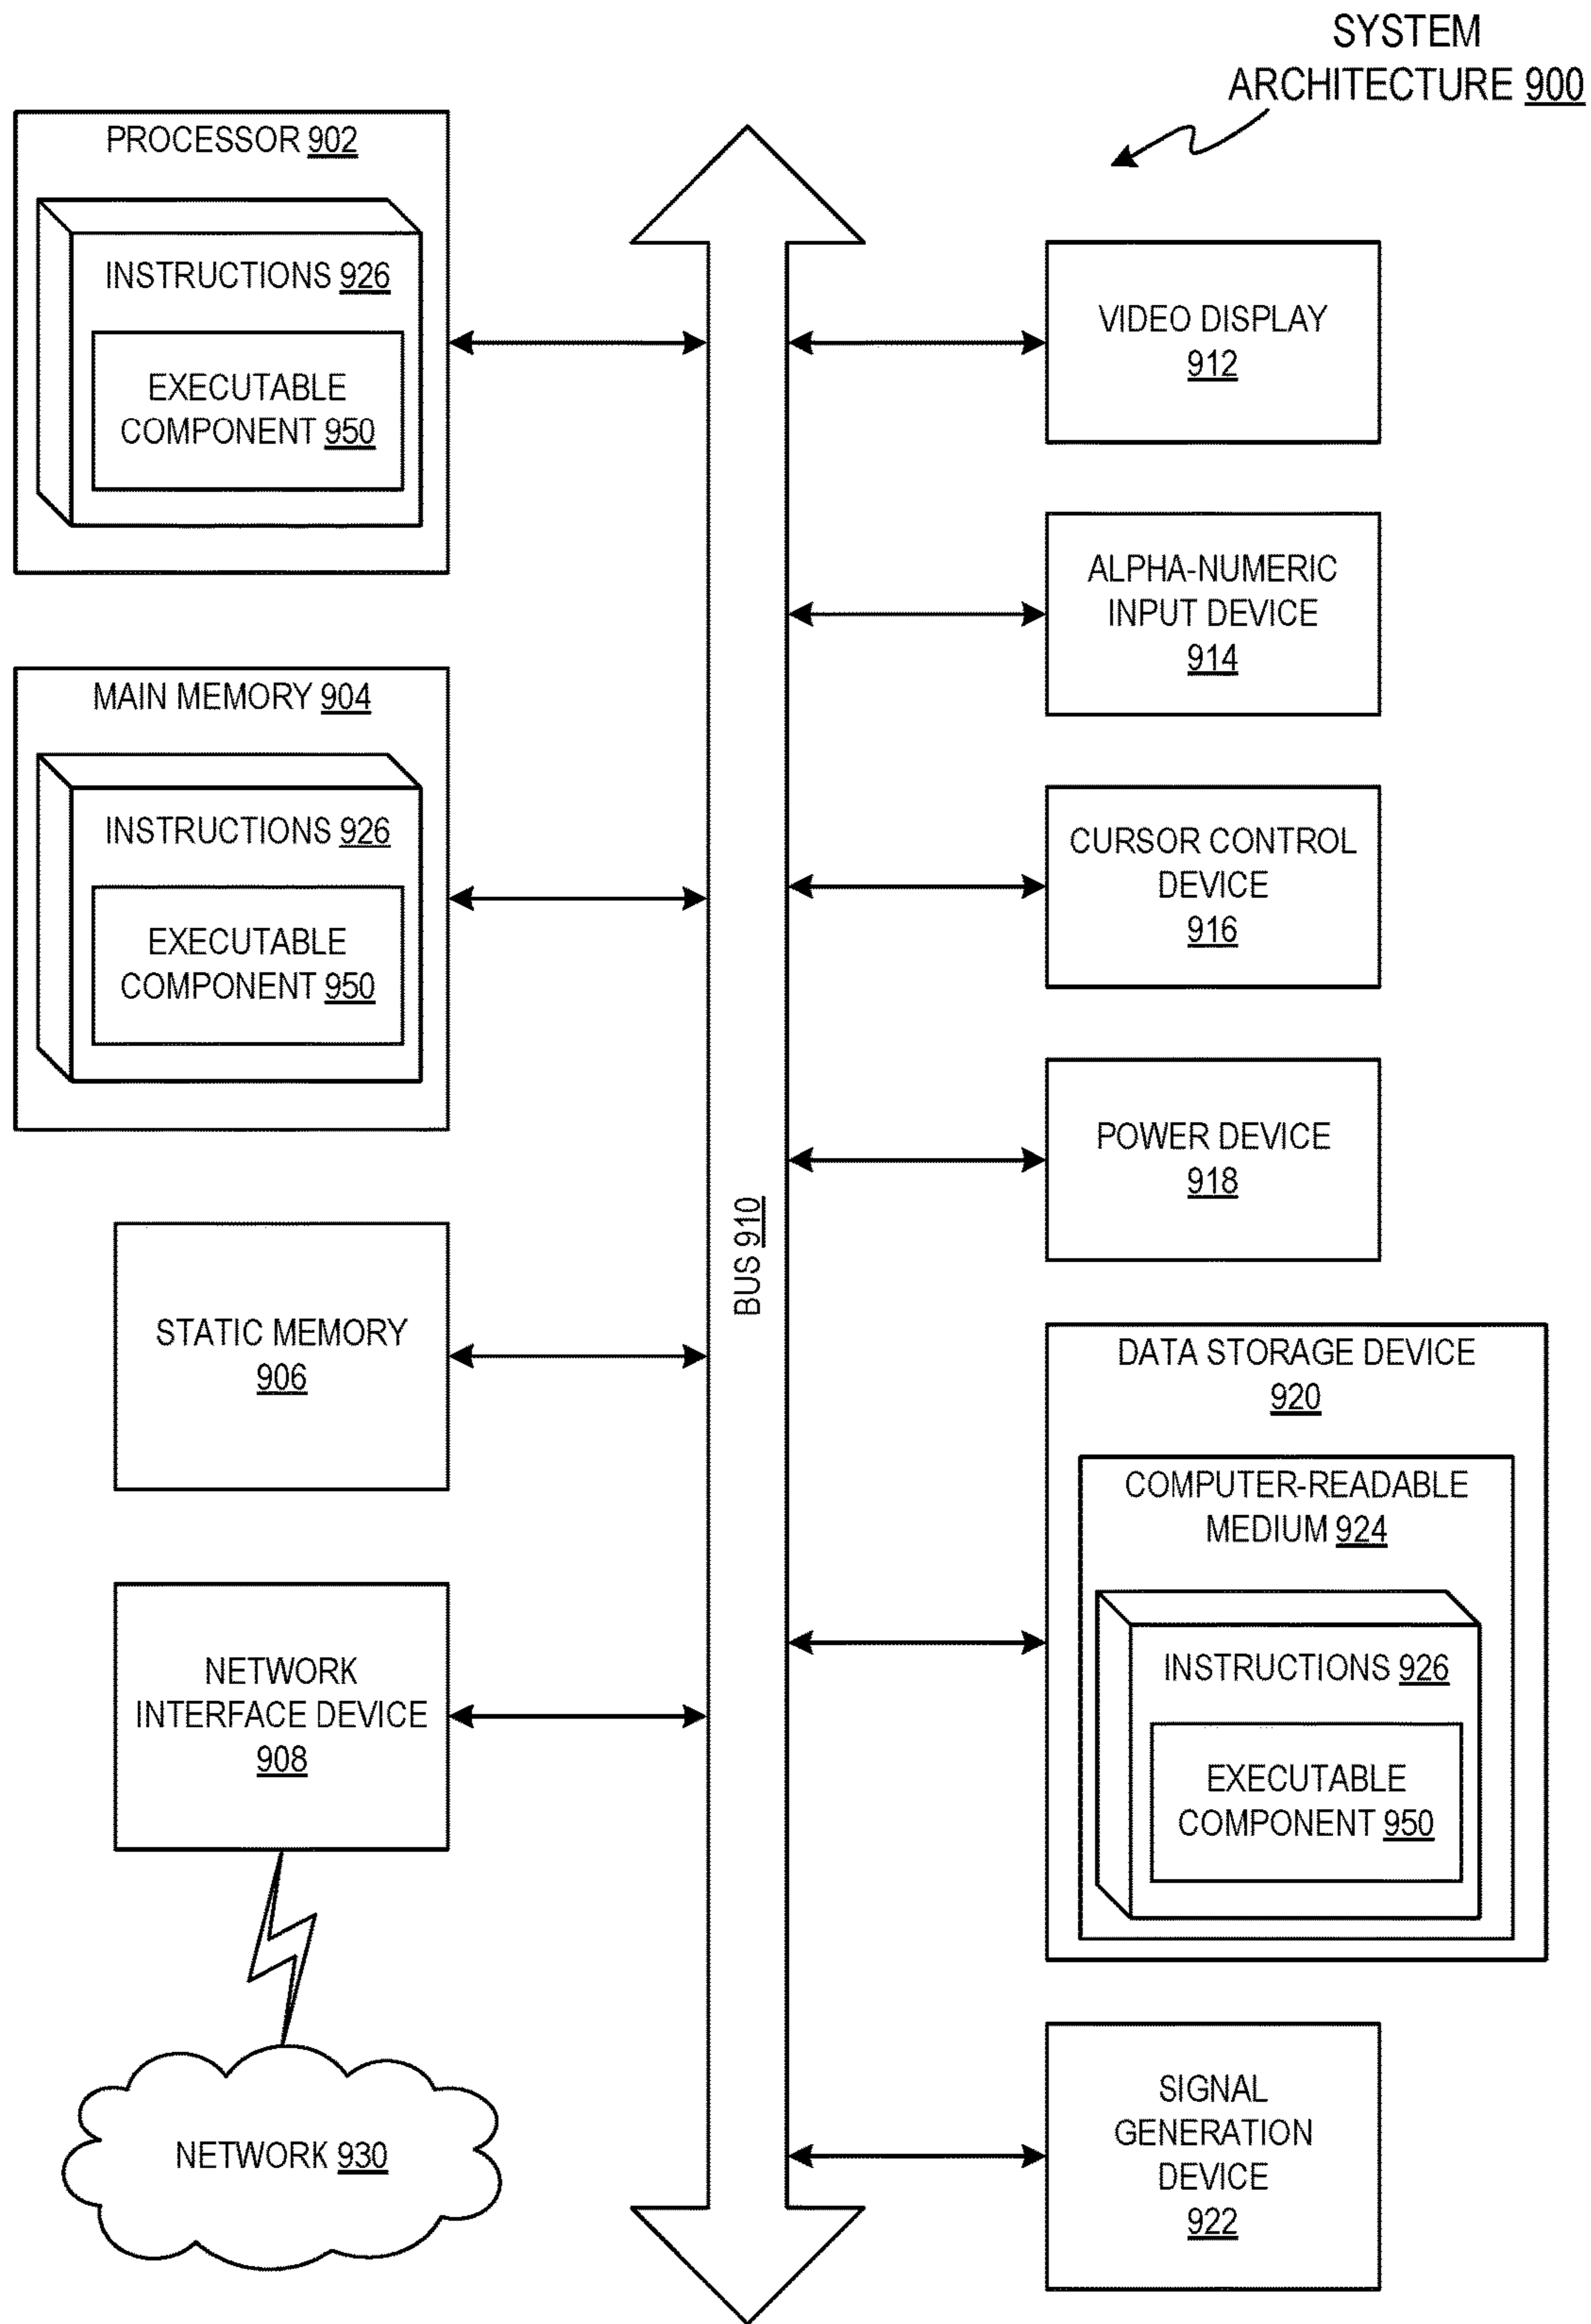 SYSTEM
ARCHITECTURE 900
PROCESSOR 902
INSTRUCTIONS 926
EXECUTABLE
COMPONENT 950
MAIN MEMORY 904
INSTRUCTIONS 926
EXECUTABLE
COMPONENT 950
STATIC MEMORY
906
NETWORK
INTERFACE DEVICE
908
NETWORK 930
BUS 910
VIDEO DISPLAY
912
ALPHA-NUMERIC
INPUT DEVICE
914
CURSOR CONTROL
DEVICE
916
POWER DEVICE
918
DATA STORAGE DEVICE
920
COMPUTER-READABLE
MEDIUM 924
INSTRUCTIONS 926
EXECUTABLE
COMPONENT 950
SIGNAL
GENERATION
DEVICE
922